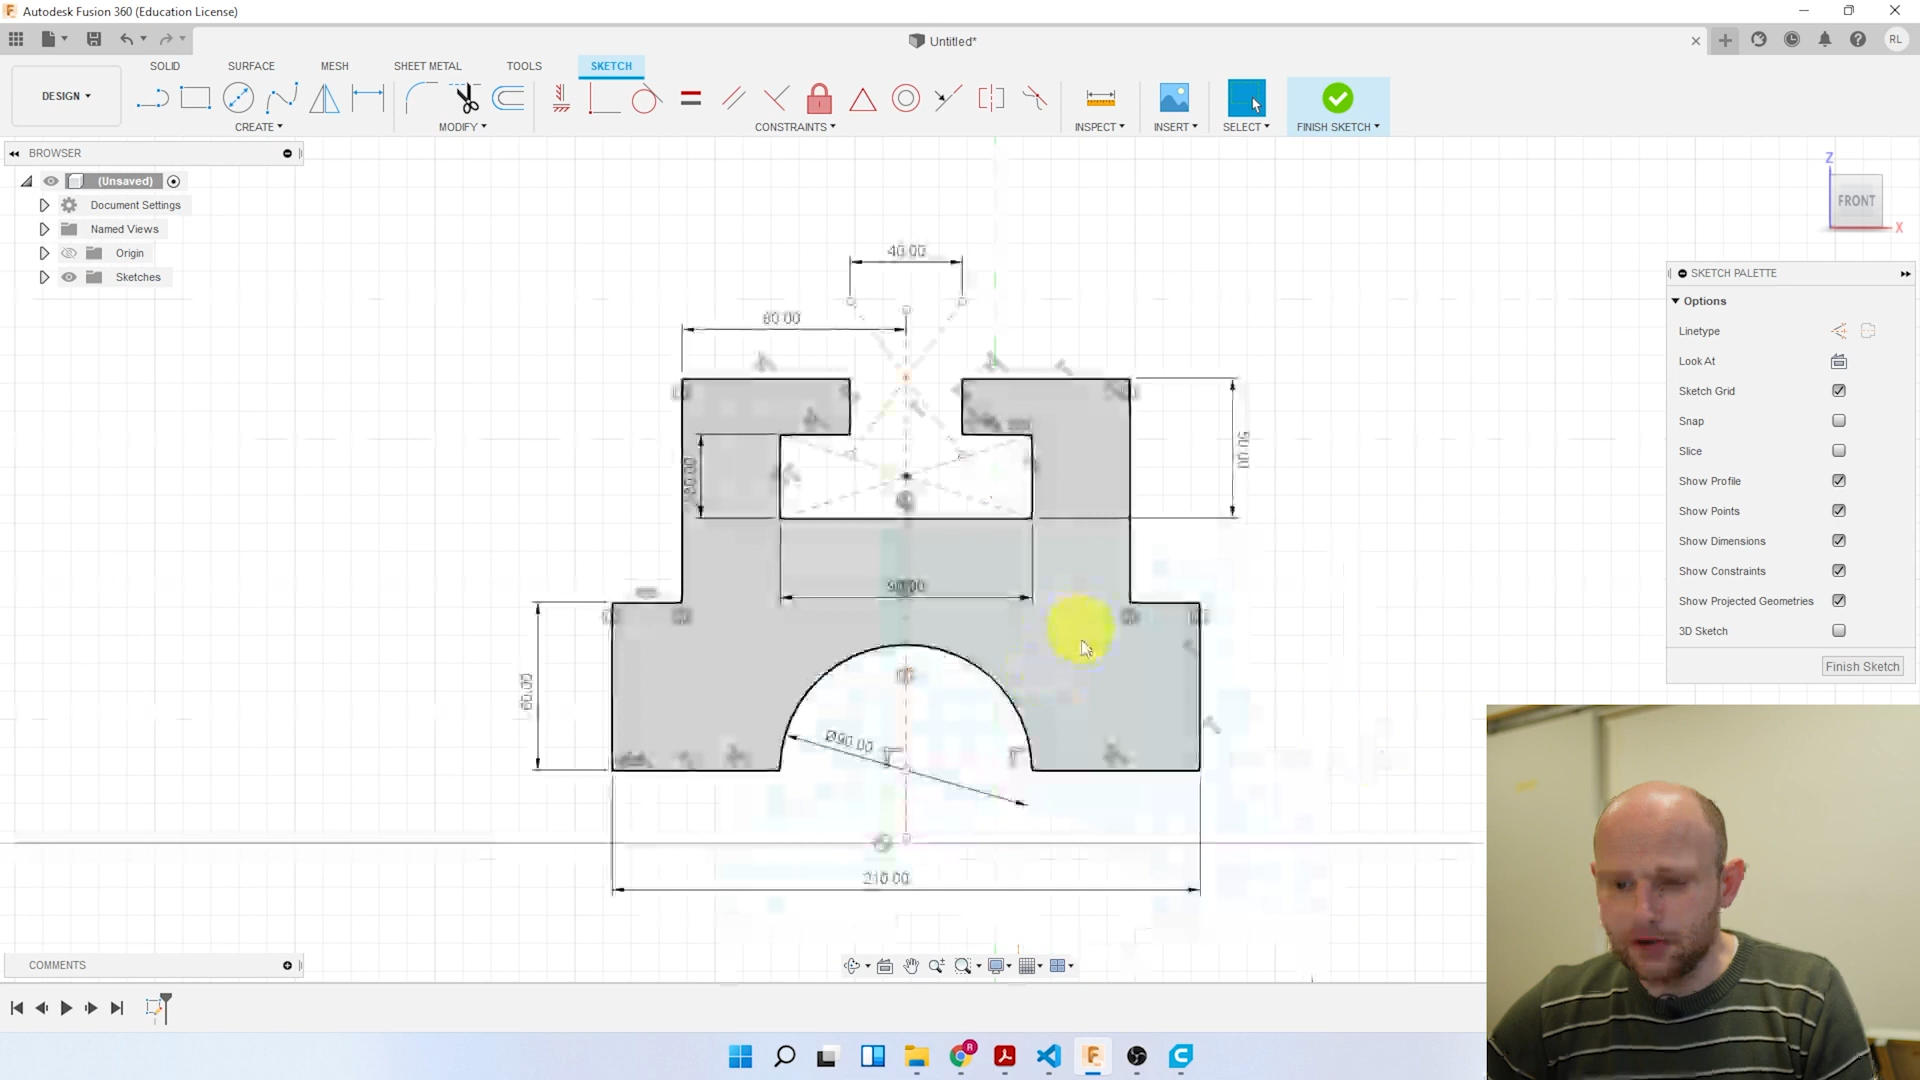 Autodesk Fusion 360 (Education License)
Untitled*
RL
DESIGN
SOLID SURFACE MESH SHEET METAL TOOLS SKETCH
CREATE MODIFY CONSTRAINTS INSPECT INSERT SELECT FINISH SKETCH
BROWSER
(Unsaved)
Document Settings
Named Views
Origin
Sketches
Z
FRONT
X
SKETCH PALETTE
Options
Linetype
Look At
Sketch Grid
Snap
Slice
Show Profile
Show Points
Show Dimensions
Show Constraints
Show Projected Geometries
3D Sketch
Finish Sketch
40.00
50.00
90.00
60.00
Ø90.00
210.00
COMMENTS